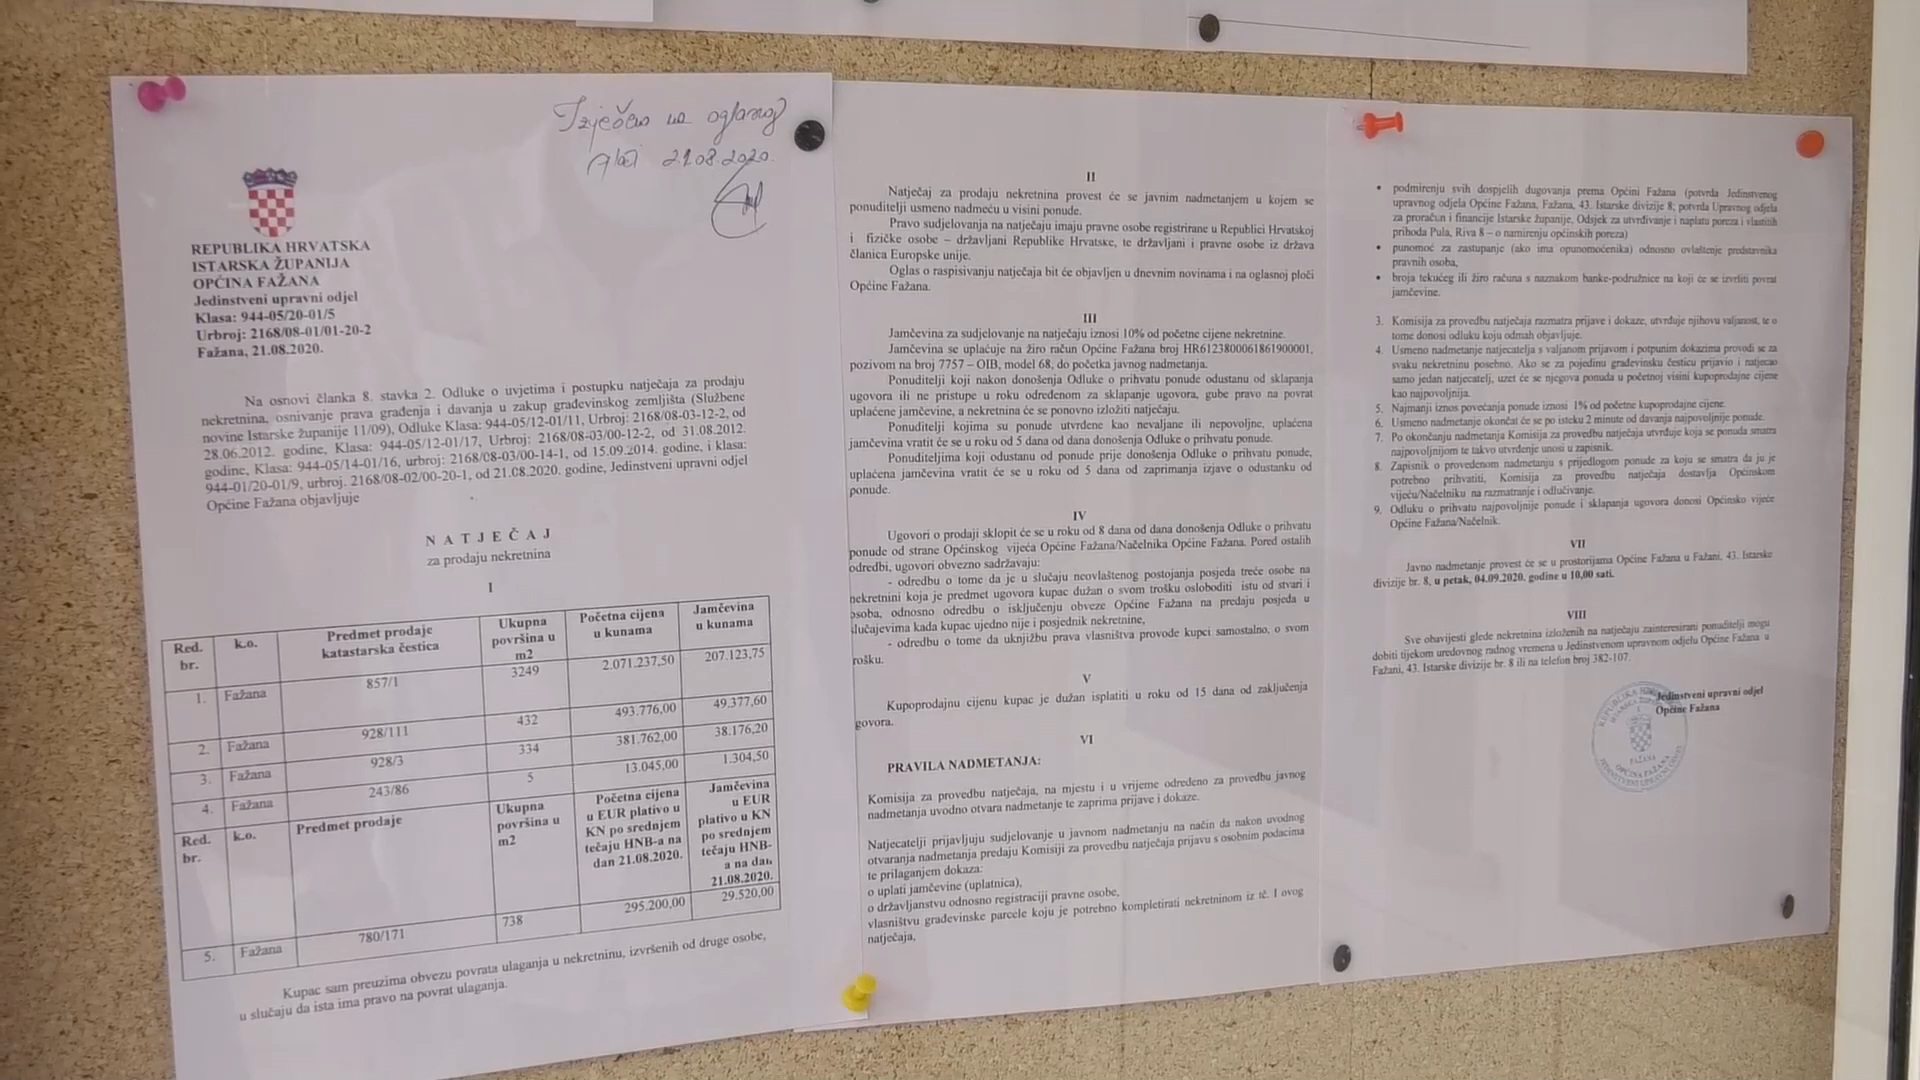 Izvješeno na oglasnoj
ploči 21.08.2020.
REPUBLIKA HRVATSKA
ISTARSKA ŽUPANIJA
OPĆINA FAŽANA
Jedinstveni upravni odjel
Klasa: 944-05/20-01/5
Urbroj: 2168/08-01/01-20-2
Fažana, 21.08.2020.
Na osnovi članka 8. stavka 2. Odluke o uvjetima i postupku natječaja za prodaju
nekretnina, osnivanje prava građenja i davanja u zakup građevinskog zemljišta (Službene
novine Istarske županije 11/09), Odluke Klasa: 944-05/12-01/11, Urbroj: 2168/08-03-12-2, od
28.06.2012. godine, Klasa: 944-05/12-01/17, Urbroj: 2168/08-03/00-12-2, od 31.08.2012.
godine, Klasa: 944-05/14-01/16, urbroj: 2168/08-03/00-14-1, od 15.09.2014. godine, i klasa:
944-01/20-01/9, urbroj. 2168/08-02/00-20-1, od 21.08.2020. godine, Jedinstveni upravni odjel
Općine Fažana objavljuje
N A T J E Č A J
za prodaju nekretnina
I
Red. br. k.o. Predmet prodaje katastarska čestica Ukupna površina u m2 Početna cijena u kunama Jamčevina u kunama
1. Fažana 857/1 3249 2.071.237,50 207.123,75
2. Fažana 928/111 432 493.776,00 49.377,60
3. Fažana 928/3 334 381.762,00 38.176,20
4. Fažana 243/86 5 13.045,00 1.304,50
Red. br. k.o. Predmet prodaje Ukupna površina u m2 Početna cijena u EUR plativo u KN po srednjem tečaju HNB-a na dan 21.08.2020. Jamčevina u EUR plativo u KN po srednjem tečaju HNB-a na dan 21.08.2020.
5. Fažana 780/171 738 295.200,00 29.520,00
Kupac sam preuzima obvezu povrata ulaganja u nekretninu, izvršenih od druge osobe,
u slučaju da ista ima pravo na povrat ulaganja.
II
Natječaj za prodaju nekretnina provest će se javnim nadmetanjem u kojem se
ponuditelji usmeno nadmeću u visini ponude.
Pravo sudjelovanja na natječaju imaju pravne osobe registrirane u Republici Hrvatskoj
i fizičke osobe – državljani Republike Hrvatske, te državljani i pravne osobe iz država
članica Europske unije.
Oglas o raspisivanju natječaja bit će objavljen u dnevnim novinama i na oglasnoj ploči
Općine Fažana.
III
Jamčevina za sudjelovanje na natječaju iznosi 10% od početne cijene nekretnine.
Jamčevina se uplaćuje na žiro račun Općine Fažana broj HR6123800061861900001,
pozivom na broj 7757 – OIB, model 68, do početka javnog nadmetanja.
Ponuditelji koji nakon donošenja Odluke o prihvatu ponude odustanu od sklapanja
ugovora ili ne pristupe u roku određenom za sklapanje ugovora, gube pravo na povrat
uplaćene jamčevine, a nekretnina će se ponovno izložiti natječaju.
Ponuditelji kojima su ponude utvrđene kao nevaljane ili nepovoljne, uplaćena
jamčevina vratit će se u roku od 5 dana od dana donošenja Odluke o prihvatu ponude.
Ponuditeljima koji odustanu od ponude prije donošenja Odluke o prihvatu ponude,
uplaćena jamčevina vratit će se u roku od 5 dana od zaprimanja izjave o odustanku od
ponude.
IV
Ugovori o prodaji sklopit će se u roku od 8 dana od dana donošenja Odluke o prihvatu
ponude od strane Općinskog vijeća Općine Fažana/Načelnika Općine Fažana. Pored ostalih
odredbi, ugovori obvezno sadržavaju:
- odredbu o tome da je u slučaju neovlaštenog postojanja posjeda treće osobe na
nekretnini koja je predmet ugovora kupac dužan o svom trošku osloboditi istu od stvari i
osoba, odnosno odredbu o isključenju obveze Općine Fažana na predaju posjeda u
slučajevima kada kupac ujedno nije i posjednik nekretnine,
- odredbu o tome da uknjižbu prava vlasništva provode kupci samostalno, o svom
rošku.
V
Kupoprodajnu cijenu kupac je dužan isplatiti u roku od 15 dana od zaključenja
govora.
VI
PRAVILA NADMETANJA:
Komisija za provedbu natječaja, na mjestu i u vrijeme određeno za provedbu javnog
nadmetanja uvodno otvara nadmetanje te zaprima prijave i dokaze.
Natjecatelji prijavljuju sudjelovanje u javnom nadmetanju na način da nakon uvodnog
otvaranja nadmetanja predaju Komisiji za provedbu natječaja prijavu s osobnim podacima
te prilaganjem dokaza:
o uplati jamčevine (uplatnica),
o državljanstvu odnosno registraciji pravne osobe,
vlasništvu građevinske parcele koju je potrebno kompletirati nekretninom iz tč. I ovog
natječaja,
• podmirenju svih dospjelih dugovanja prema Općini Fažana (potvrda Jedinstvenog
upravnog odjela Općine Fažana, Fažana, 43. Istarske divizije 8; potvrda Upravnog odjela
za proračun i financije Istarske županije, Odsjek za utvrđivanje i naplatu poreza i vlastitih
prihoda Pula, Riva 8 – o namirenju općinskih poreza)
• punomoć za zastupanje (ako ima opunomoćenika) odnosno ovlaštenje predstavnika
pravnih osoba,
• broja tekućeg ili žiro računa s naznakom banke-podružnice na koji će se izvršiti povrat
jamčevine.
3. Komisija za provedbu natječaja razmatra prijave i dokaze, utvrđuje njihovu valjanost, te o
tome donosi odluku koju odmah objavljuje.
4. Usmeno nadmetanje natjecatelja s valjanom prijavom i potpunim dokazima provodi se za
svaku nekretninu posebno. Ako se za pojedinu građevinsku česticu prijavio i natjecao
samo jedan natjecatelj, uzet će se njegova ponuda u početnoj visini kupoprodajne cijene
kao najpovoljnija.
5. Najmanji iznos povećanja ponude iznosi 1% od početne kupoprodajne cijene.
6. Usmeno nadmetanje okončat će se po isteku 2 minute od davanja najpovoljnije ponude.
7. Po okončanju nadmetanja Komisija za provedbu natječaja utvrđuje koja se ponuda smatra
najpovoljnijom te takvo utvrđenje unosi u zapisnik.
8. Zapisnik o provedenom nadmetanju s prijedlogom ponude za koju se smatra da ju je
potrebno prihvatiti, Komisija za provedbu natječaja dostavlja Općinskom
vijeću/Načelniku na razmatranje i odlučivanje.
9. Odluku o prihvatu najpovoljnije ponude i sklapanja ugovora donosi Općinsko vijeće
Općine Fažana/Načelnik.
VII
Javno nadmetanje provest će se u prostorijama Općine Fažana u Fažani, 43. Istarske
divizije br. 8, u petak, 04.09.2020. godine u 10,00 sati.
VIII
Sve obavijesti glede nekretnina izloženih na natječaju zainteresirani ponuditelji mogu
dobiti tijekom uredovnog radnog vremena u Jedinstvenom upravnom odjelu Općine Fažana u
Fažani, 43. Istarske divizije br. 8 ili na telefon broj 382-107.
Jedinstveni upravni odjel
Općine Fažana